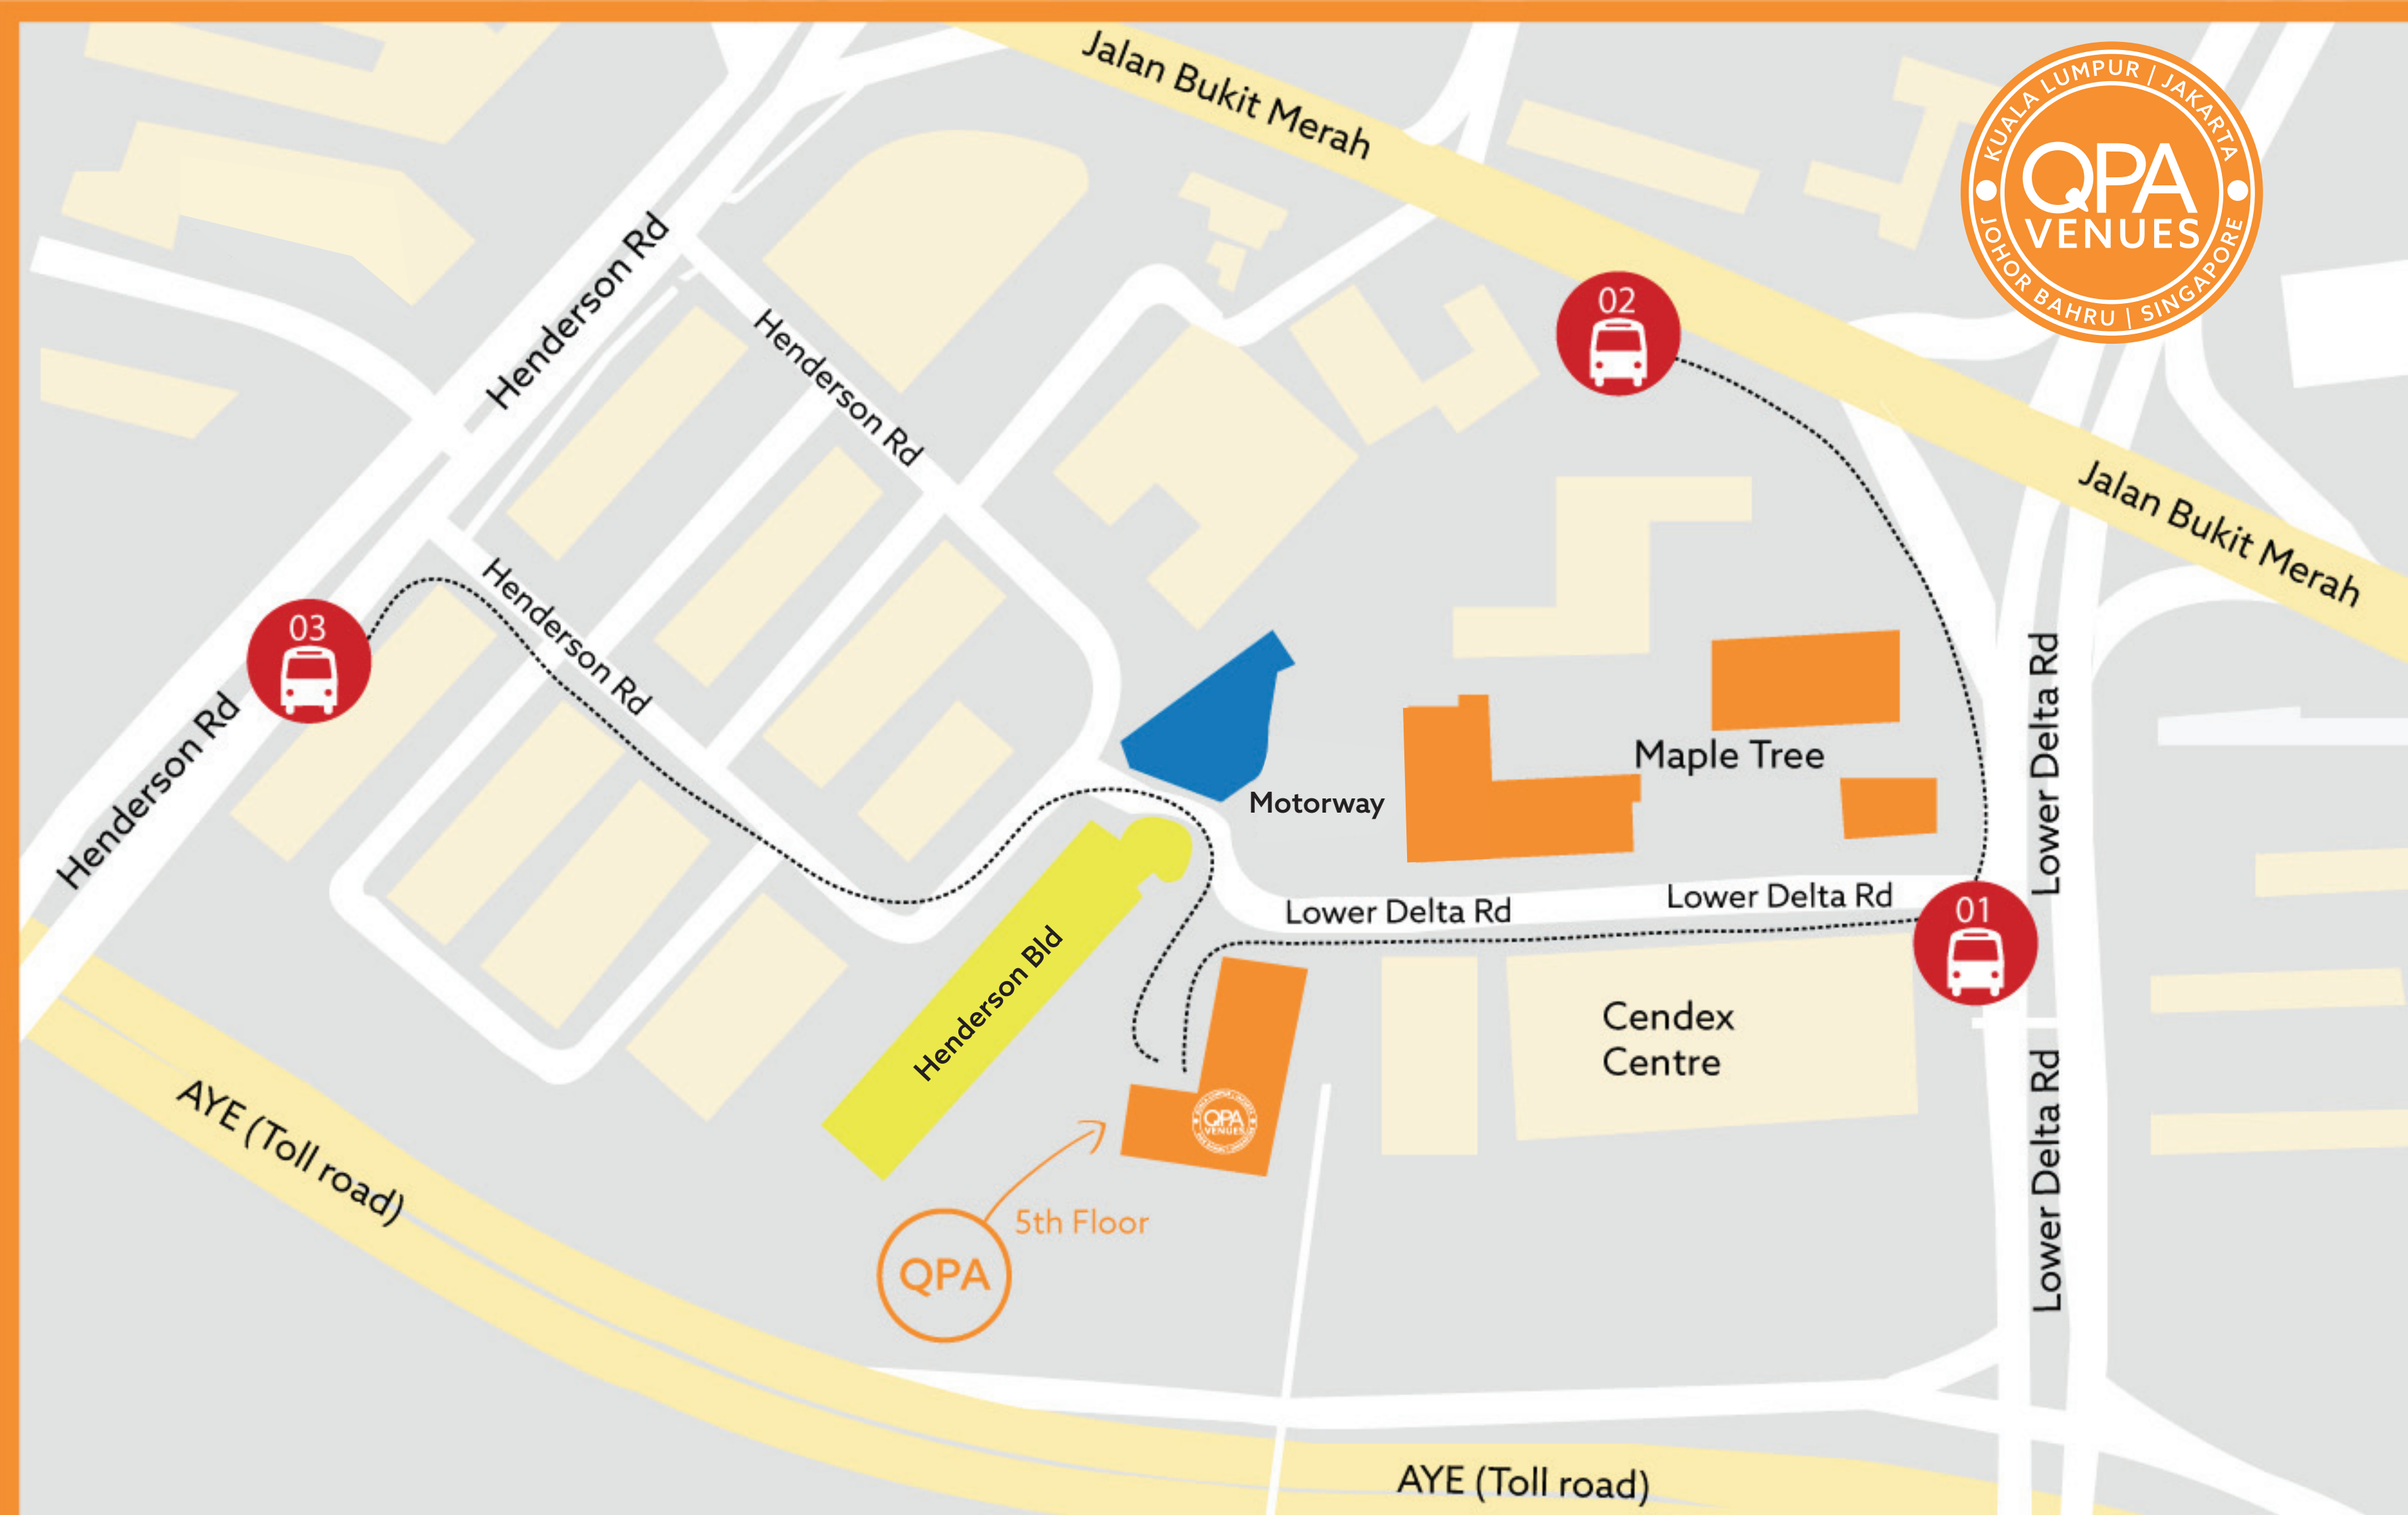 Jalan Bukit Merah
KUALA LUMPUR | JAKARTA
QPA
VENUES
JOHOR BAHRU | SINGAPORE
Henderson Rd
Henderson Rd
02
Jalan Bukit Merah
Henderson Rd
03
Henderson Rd
Lower Delta Rd
Maple Tree
Motorway
Lower Delta Rd
Lower Delta Rd
01
Henderson Bld
Cendex
Centre
Lower Delta Rd
QPA
VENUES
AYE (Toll road)
5th Floor
QPA
AYE (Toll road)